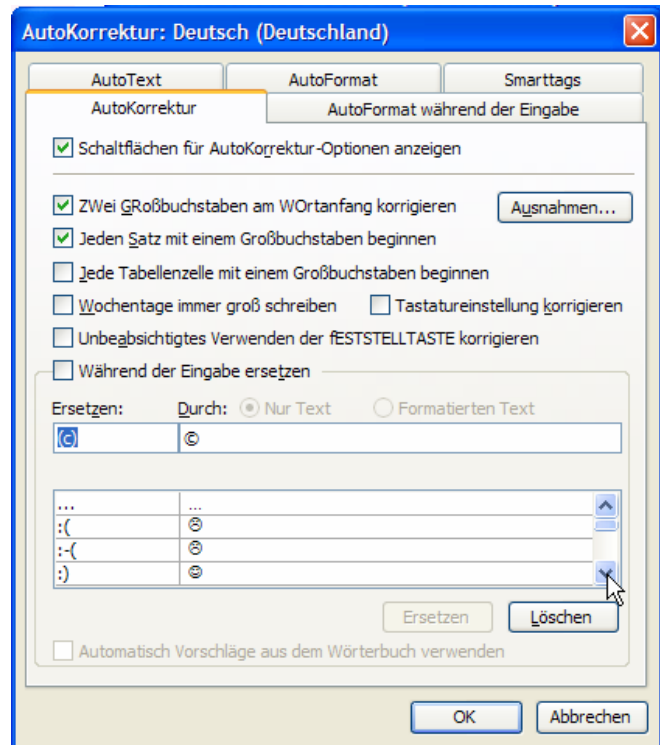 AutoKorrektur: Deutsch (Deutschland)
AutoText AutoFormat Smarttags
AutoKorrektur AutoFormat während der Eingabe
Schaltflächen für AutoKorrektur-Optionen anzeigen
ZWei GRoßbuchstaben am WOrtanfang korrigieren Ausnahmen...
Jeden Satz mit einem Großbuchstaben beginnen
Jede Tabellenzelle mit einem Großbuchstaben beginnen
Wochentage immer groß schreiben Tastatureinstellung korrigieren
Unbeabsichtigtes Verwenden der fESTSTELLTASTE korrigieren
Während der Eingabe ersetzen
Ersetzen: Durch: Nur Text Formatierten Text
(c) ©
... ...
:( ☹
:-( ☹
:) ☺
Ersetzen Löschen
Automatisch Vorschläge aus dem Wörterbuch verwenden
OK Abbrechen